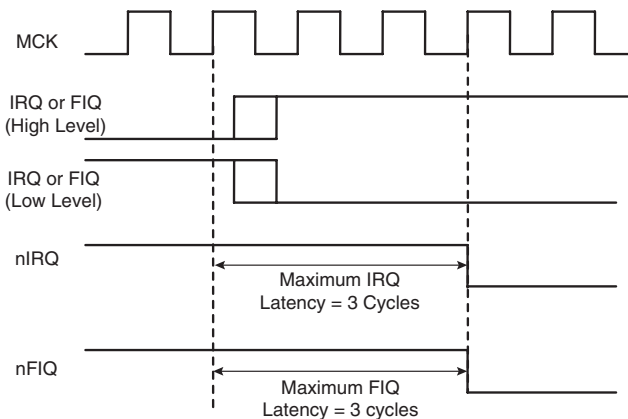 MCK
IRQ or FIQ
(High Level)
IRQ or FIQ
(Low Level)
nIRQ
Maximum IRQ
Latency = 3 Cycles
nFIQ
Maximum FIQ
Latency = 3 cycles